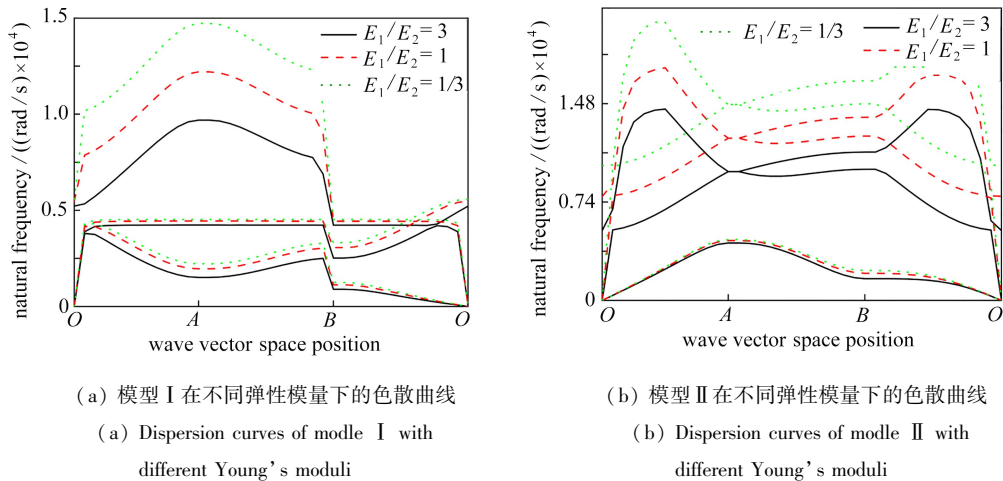 1.5
1.0
0.5
0
natural frequency/((rad/s)×10⁴)
E₁/E₂=3
E₁/E₂=1
E₁/E₂=1/3
O
A
B
O
wave vector space position
(a) 模型Ⅰ在不同弹性模量下的色散曲线
(a) Dispersion curves of modle Ⅰ with
different Young's moduli
1.48
0.74
0
natural frequency/((rad/s)×10⁴)
E₁/E₂=1/3
E₁/E₂=3
E₁/E₂=1
O
A
B
O
wave vector space position
(b) 模型Ⅱ在不同弹性模量下的色散曲线
(b) Dispersion curves of modle Ⅱ with
different Young's moduli